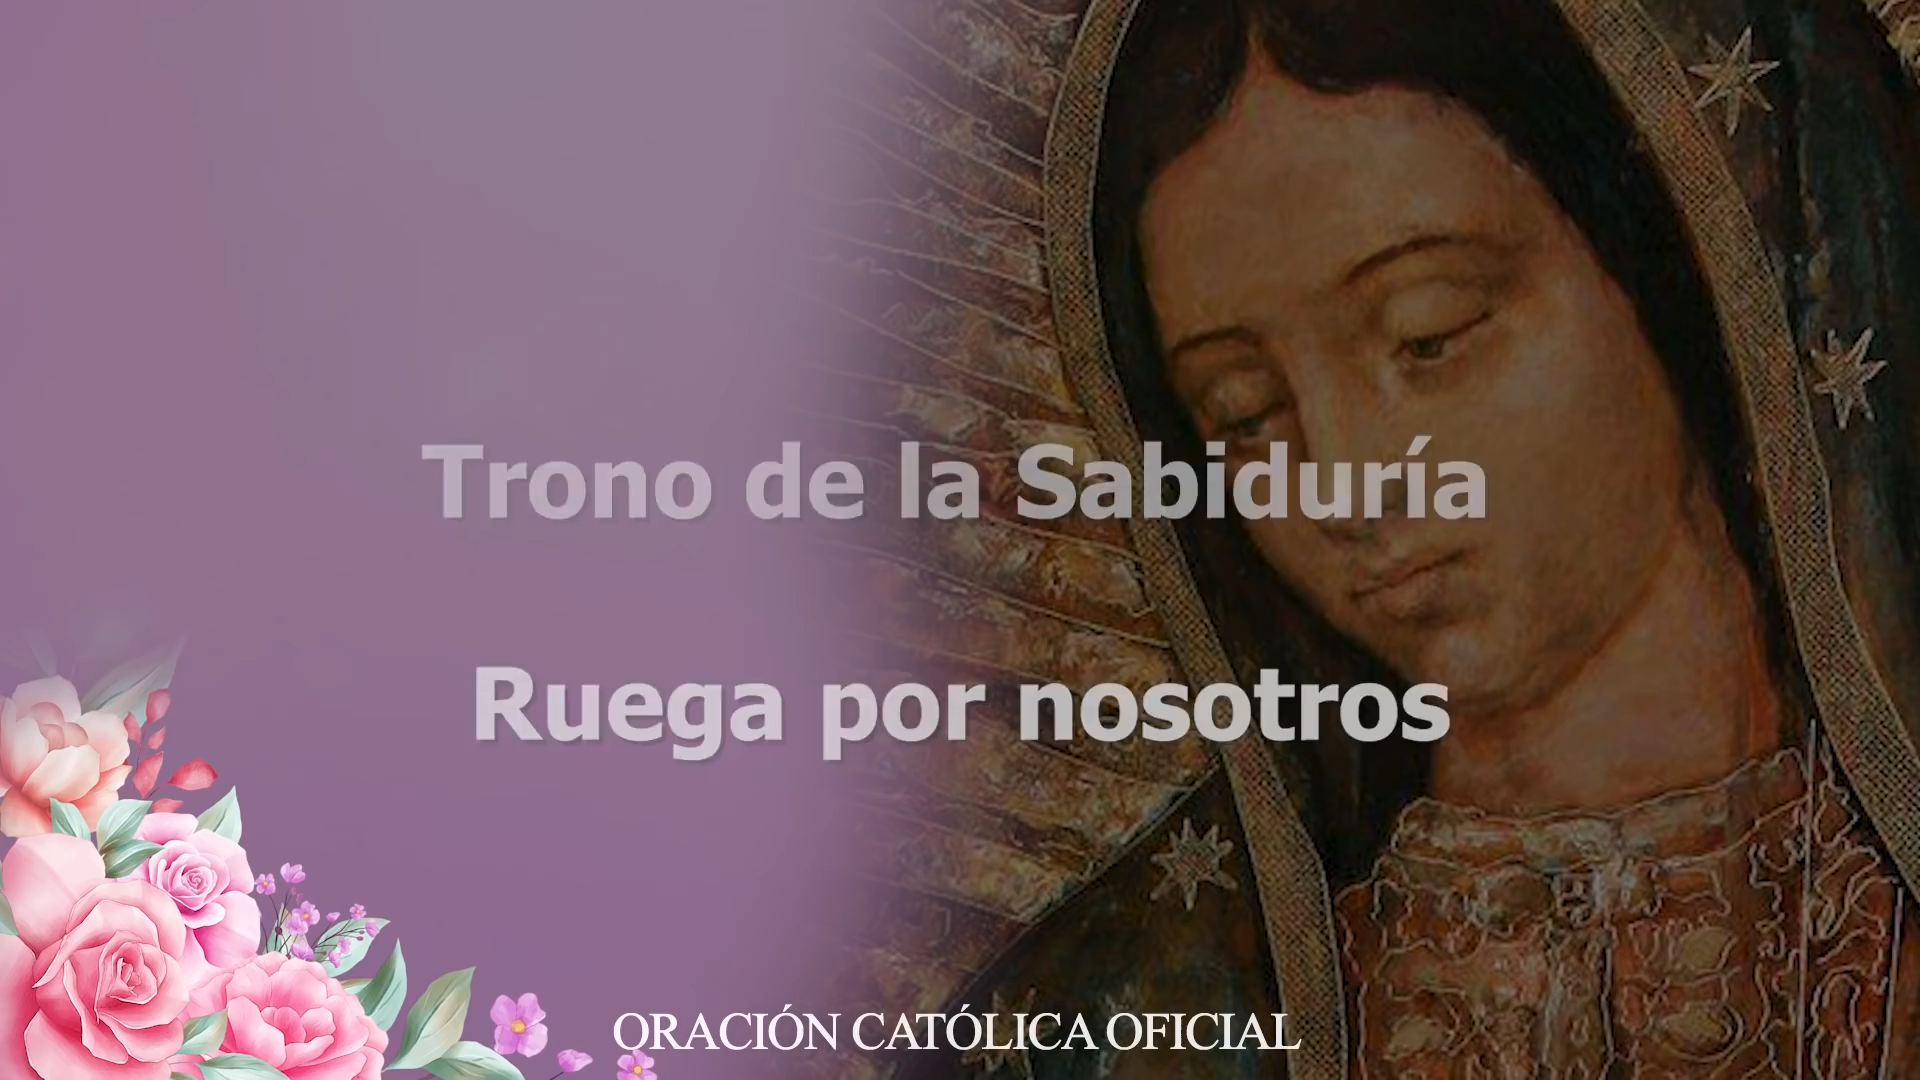 Trono de la Sabiduría
Ruega por nosotros
ORACIÓN CATÓLICA OFICIAL